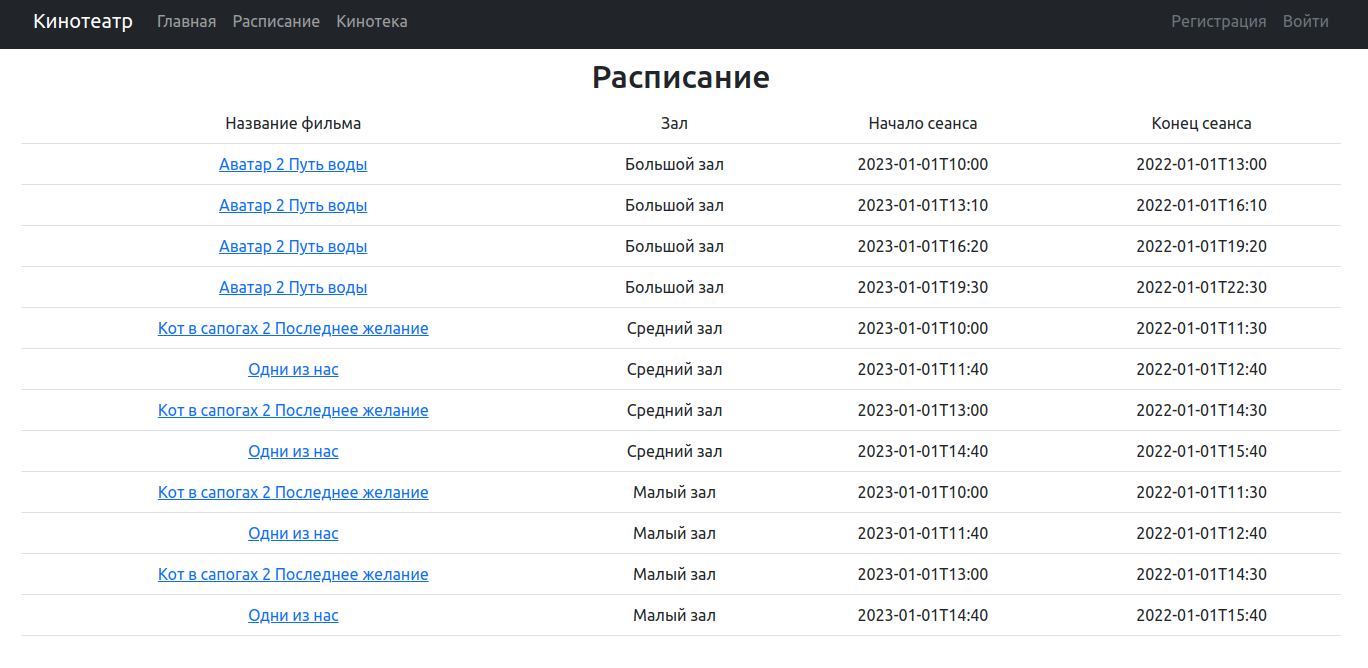 Кинотеатр Главная Расписание Кинотека Регистрация Войти
Расписание
Название фильма Зал Начало сеанса Конец сеанса
Аватар 2 Путь воды Большой зал 2023-01-01T10:00 2022-01-01T13:00
Аватар 2 Путь воды Большой зал 2023-01-01T13:10 2022-01-01T16:10
Аватар 2 Путь воды Большой зал 2023-01-01T16:20 2022-01-01T19:20
Аватар 2 Путь воды Большой зал 2023-01-01T19:30 2022-01-01T22:30
Кот в сапогах 2 Последнее желание Средний зал 2023-01-01T10:00 2022-01-01T11:30
Одни из нас Средний зал 2023-01-01T11:40 2022-01-01T12:40
Кот в сапогах 2 Последнее желание Средний зал 2023-01-01T13:00 2022-01-01T14:30
Одни из нас Средний зал 2023-01-01T14:40 2022-01-01T15:40
Кот в сапогах 2 Последнее желание Малый зал 2023-01-01T10:00 2022-01-01T11:30
Одни из нас Малый зал 2023-01-01T11:40 2022-01-01T12:40
Кот в сапогах 2 Последнее желание Малый зал 2023-01-01T13:00 2022-01-01T14:30
Одни из нас Малый зал 2023-01-01T14:40 2022-01-01T15:40